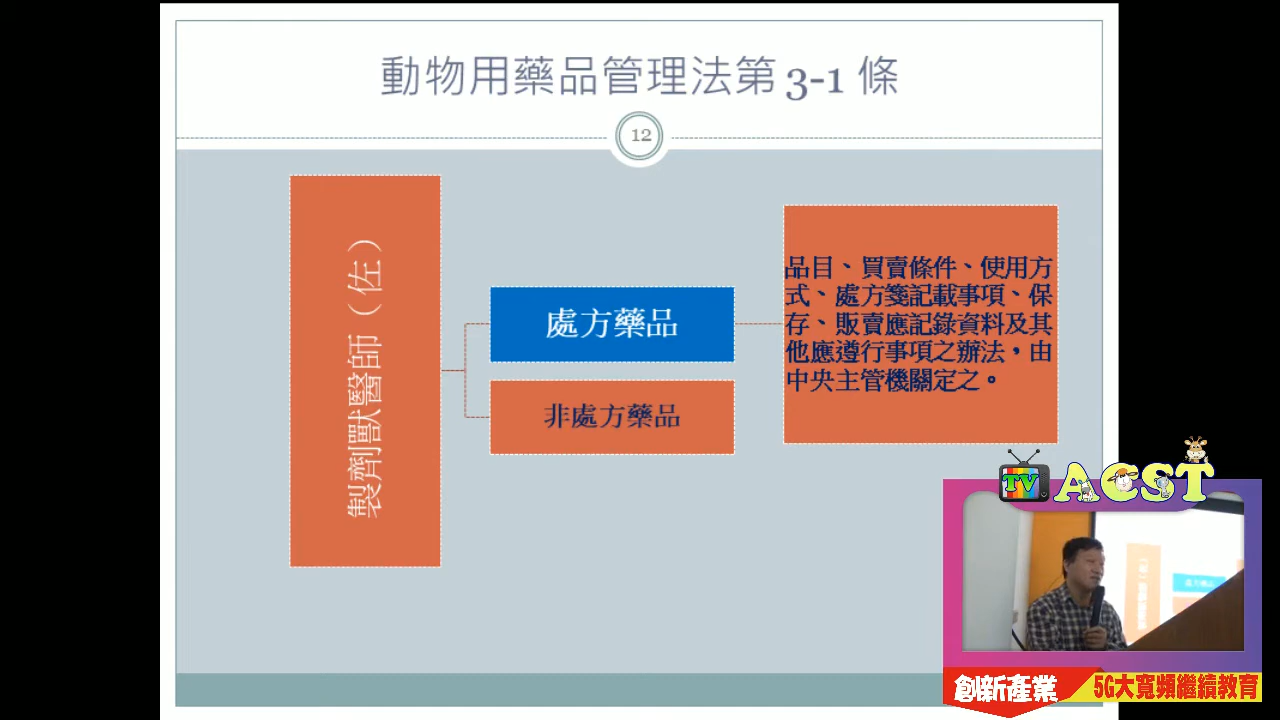 動物用藥品管理法第 3-1 條
12
製劑獸醫師（佐）
處方藥品
非處方藥品
品目、買賣條件、使用方
式、處方箋記載事項、保
存、販賣應記錄資料及其
他應遵行事項之辦法，由
中央主管機關定之。
TV ACST
處方藥品
創新產業
5G大寬頻繼續教育